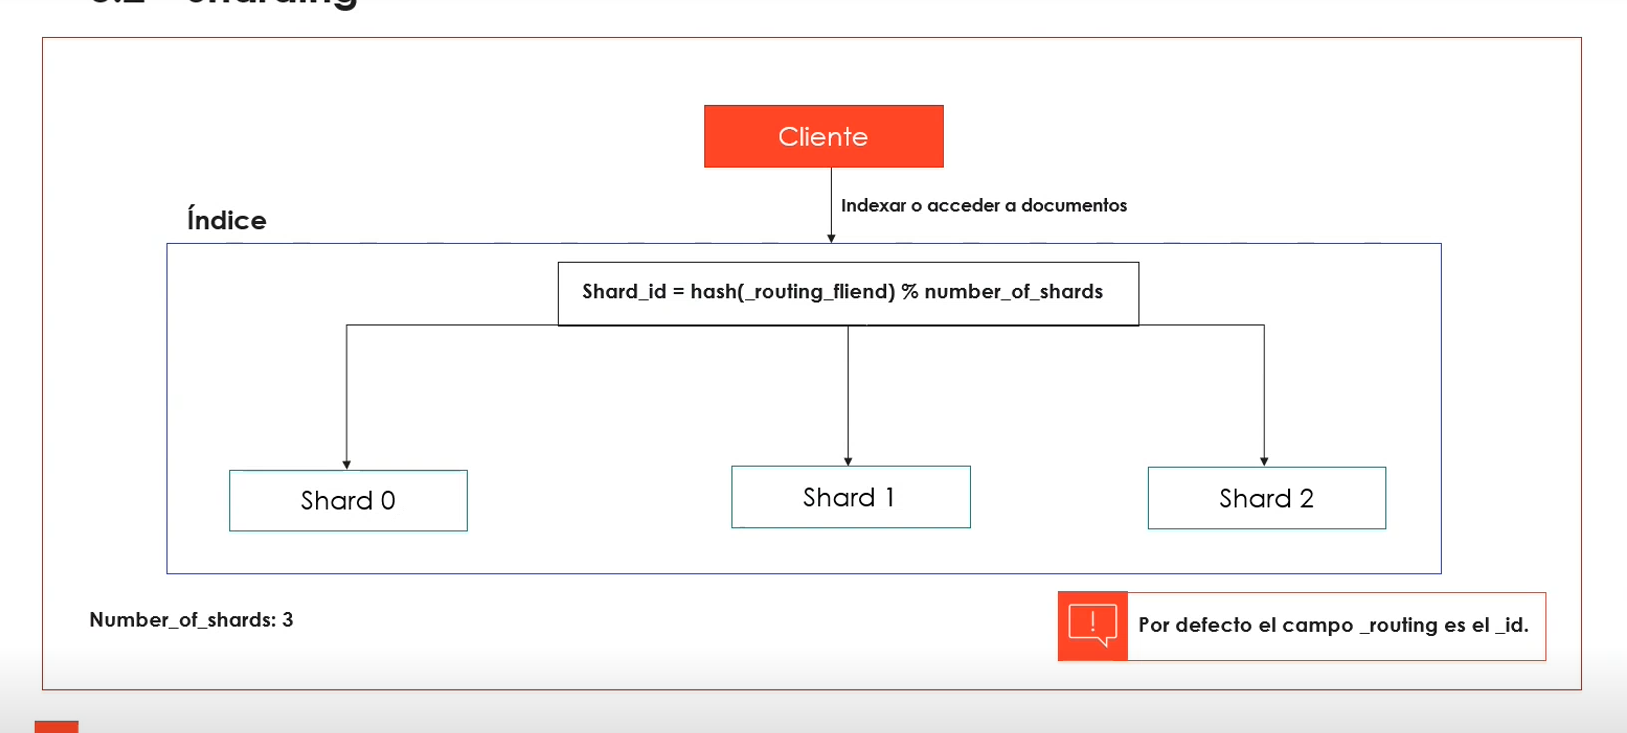 Cliente
Indexar o acceder a documentos
Índice
Shard_id = hash(_routing_fliend) % number_of_shards
Shard 0
Shard 1
Shard 2
Number_of_shards: 3
!
Por defecto el campo _routing es el _id.